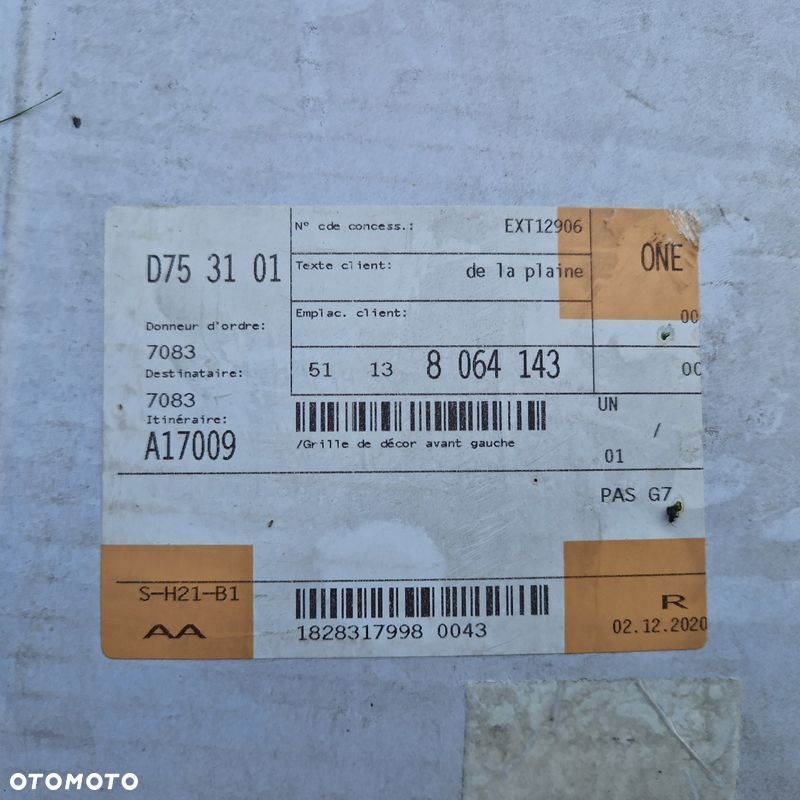 D75 31 01
N° cde concess.:
EXT12906
Texte client:
de la plaine
Emplac. client:
ONE
00
Donneur d'ordre:
7083
Destinataire:
7083
Itinéraire:
A17009
51 13 8 064 143
00
UN
/
01
/Grille de décor avant gauche
PAS G7
S-H21-B1
AA
1828317998 0043
R
02.12.2020
OTOMOTO